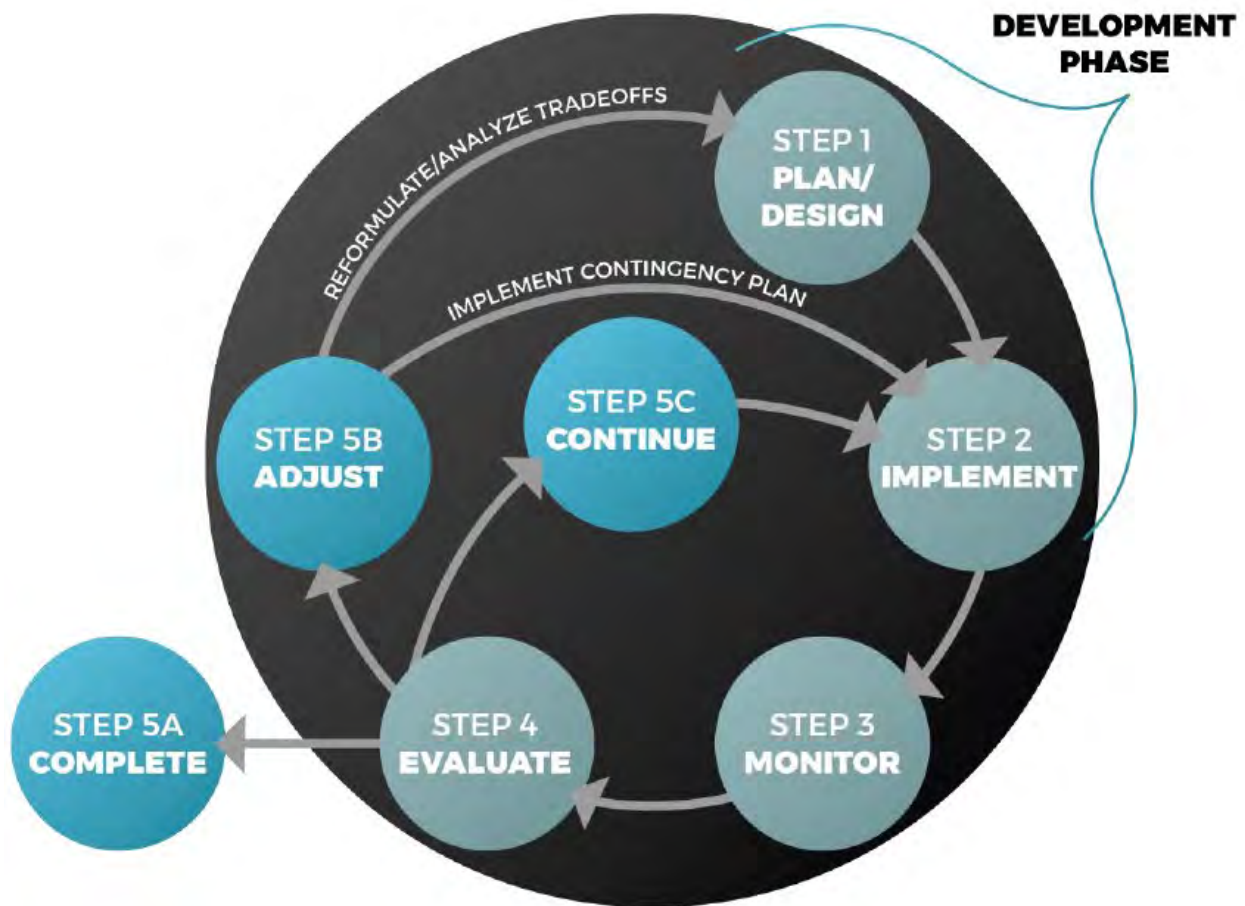 DEVELOPMENT
PHASE
REFORMULATE/ANALYZE TRADEOFFS
STEP 1
PLAN/
DESIGN
IMPLEMENT CONTINGENCY PLAN
STEP 5B
ADJUST
STEP 5C
CONTINUE
STEP 2
IMPLEMENT
STEP 5A
COMPLETE
STEP 4
EVALUATE
STEP 3
MONITOR